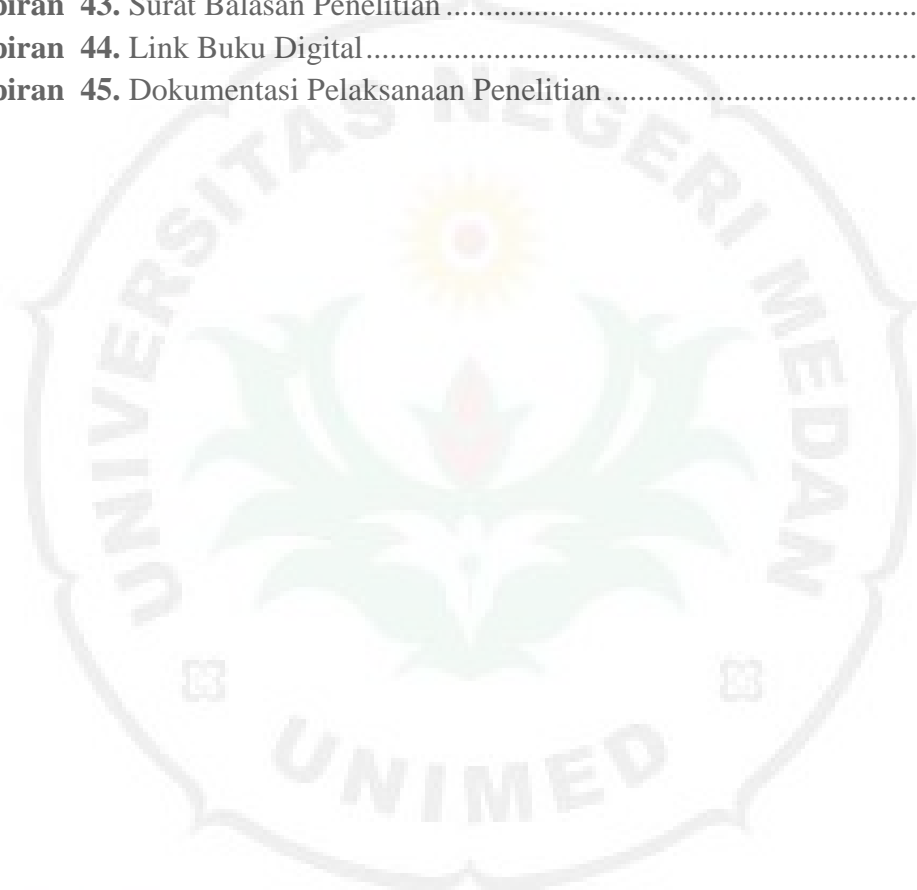 piran 43. Surat Balasan Penelitian ........................................................
piran 44. Link Buku Digital ........................................................
piran 45. Dokumentasi Pelaksanaan Penelitian ........................................................
UNIVERSITAS NEGERI MEDAN
UNIMED